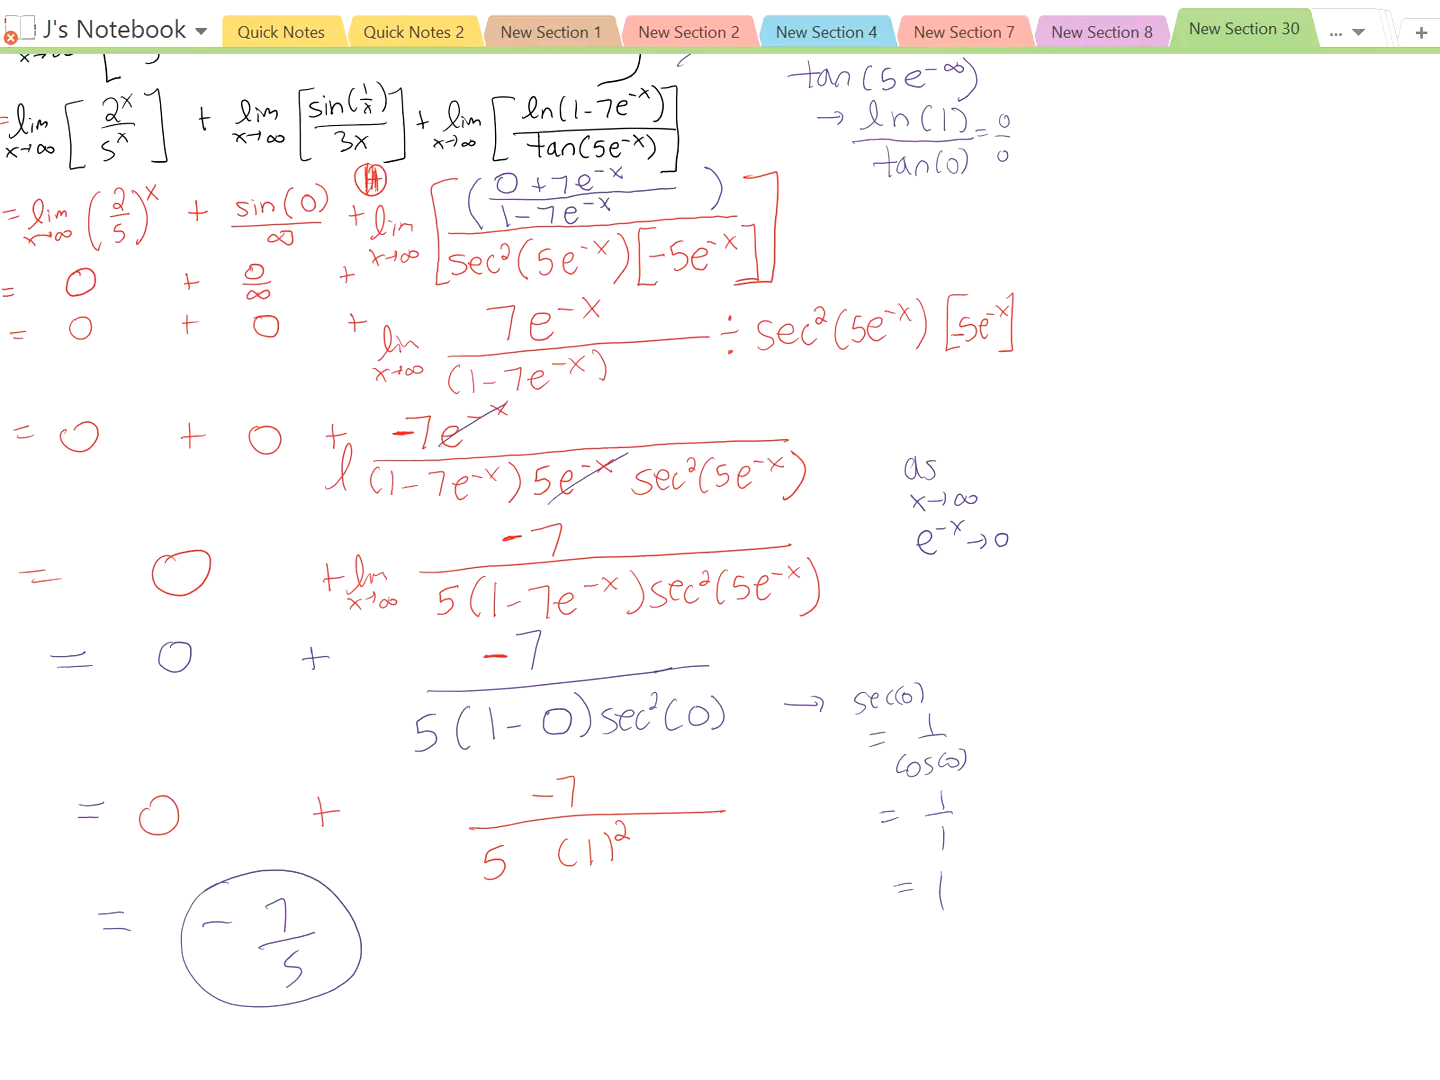 J's Notebook
Quick Notes
Quick Notes 2
New Section 1
New Section 2
New Section 4
New Section 7
New Section 8
New Section 30
...
+
x→∞
tan(5e^-∞)
= lim x→∞ [2^x / 5^x] + lim x→∞ [sin(1/x) / 3x] + lim x→∞ [ln(1-7e^-x) / tan(5e^-x)]
→ ln(1) / tan(0) = 0/0
= lim x→∞ (2/5)^x + sin(0)/∞ + H lim x→∞ [((0+7e^-x) / (1-7e^-x)) / sec²(5e^-x)[-5e^-x]]
= 0 + 0/∞ +
= 0 + 0 + lim x→∞ 7e^-x / (1-7e^-x) ÷ sec²(5e^-x)[-5e^-x]
= 0 + 0 + l -7e^-x / (1-7e^-x)5e^-x sec²(5e^-x)
as
x→∞
e^-x→0
= 0 + lim x→∞ -7 / 5(1-7e^-x)sec²(5e^-x)
= 0 + -7 / 5(1-0)sec²(0)
→ sec(0)
= 1 / cos(0)
= 1/1
= 1
= 0 + -7 / 5 (1)²
= -7/5